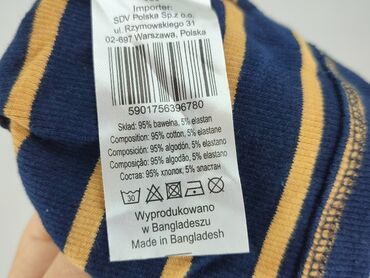 Importer:
SDV Polska Sp.z o.o
ul. Rzymowskiego 31
02-697 Warszawa, Polska
5901756396780
Skład: 95% bawełna, 5% elastan
Composition: 95% cotton, 5% elastane
Composición: 95% algodón, 5% elastan
Composição: 95% algodão, 5% elastan
Состав: 95% хлопок, 5% эластан
30
Wyprodukowano
w Bangladeszu
Made in Bangladesh